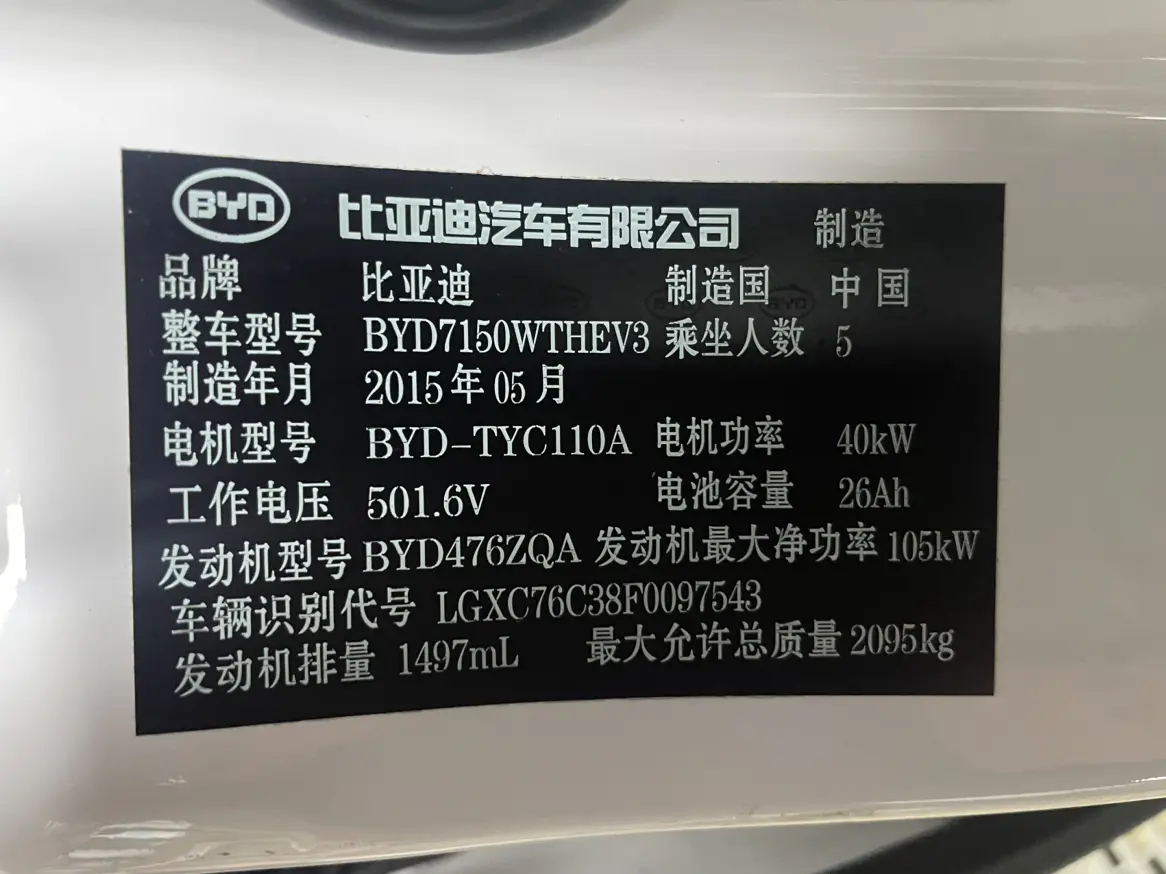 BYD 比亚迪汽车有限公司 制造
品牌 比亚迪 制造国 中国
整车型号 BYD7150WTHEV3 乘坐人数 5
制造年月 2015年05月
电机型号 BYD-TYC110A 电机功率 40kW
工作电压 501.6V 电池容量 26Ah
发动机型号 BYD476ZQA 发动机最大净功率 105kW
车辆识别代号 LGXC76C38F0097543
发动机排量 1497mL 最大允许总质量 2095kg